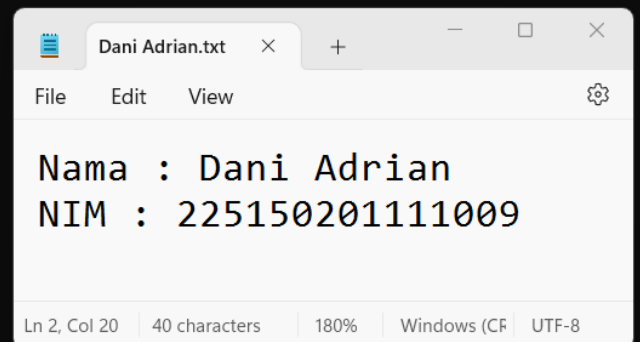 Dani Adrian.txt
File Edit View
Nama : Dani Adrian
NIM : 225150201111009
Ln 2, Col 20 40 characters 180% Windows (CR UTF-8